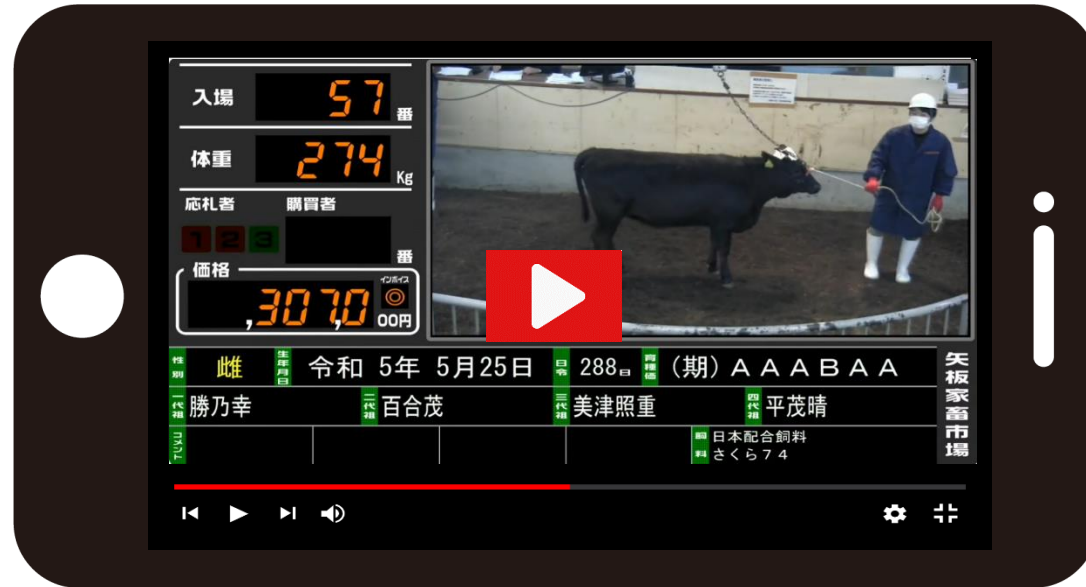 入場 57 番
体重 274 Kg
応札者 購買者
1 2 3 番
価格 インボイス
,307,0 ◎ 00円
性別 雌 生年月日 令和 5年 5月25日 日令 288日 育種価 (期) A A A B A A
一代祖 勝乃幸 二代祖 百合茂 三代祖 美津照重 四代祖 平茂晴
コメント 飼料 日本配合飼料
さくら74
矢板家畜市場